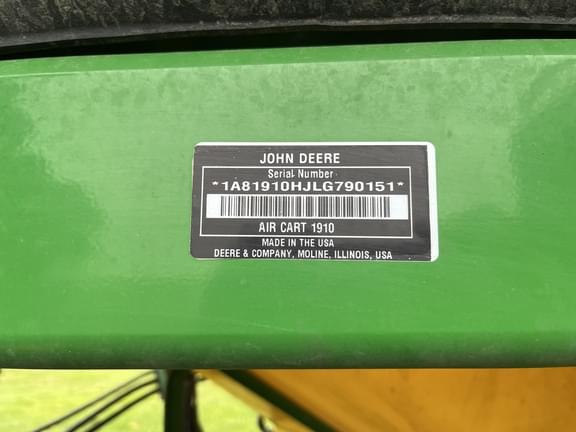 JOHN DEERE
Serial Number
*1A81910HJLG790151*
AIR CART 1910
MADE IN THE USA
DEERE & COMPANY, MOLINE, ILLINOIS, USA